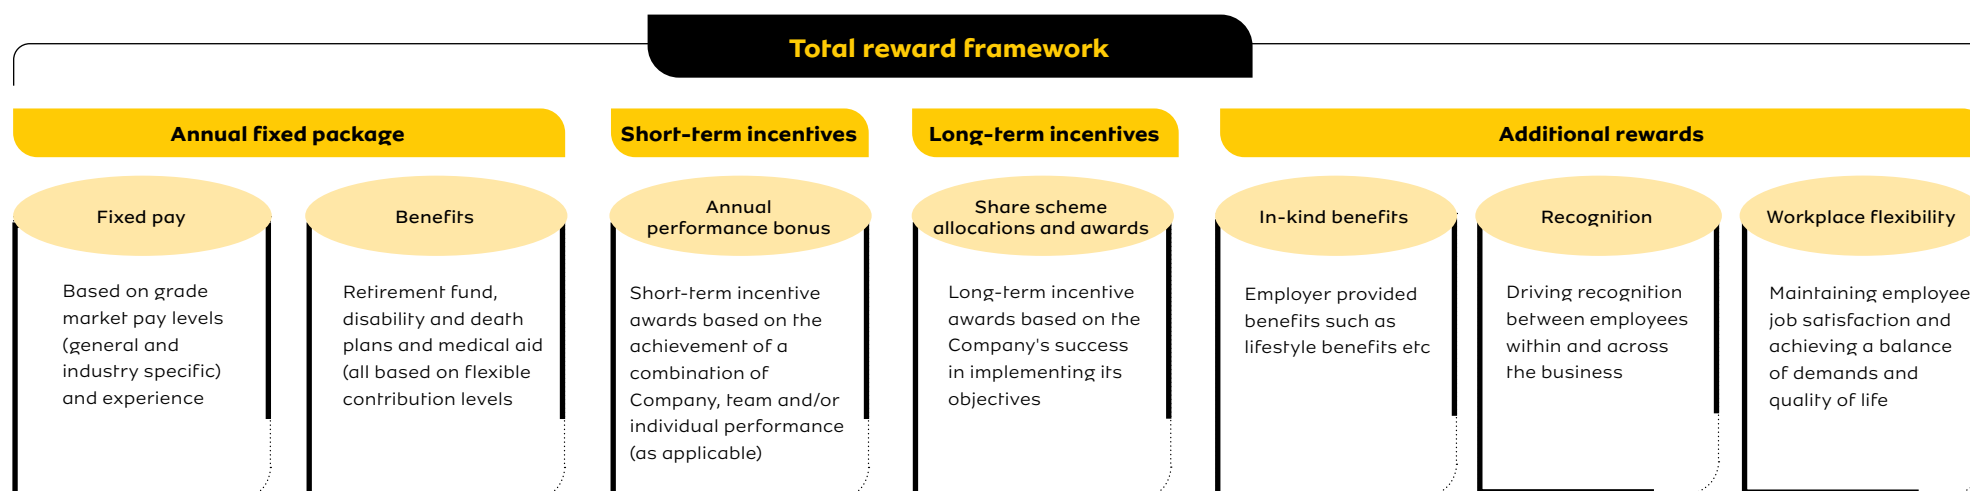 Total reward framework
Annual fixed package
Short-term incentives
Long-term incentives
Additional rewards
Fixed pay
Based on grade
market pay levels
(general and
industry specific)
and experience
Benefits
Retirement fund,
disability and death
plans and medical aid
(all based on flexible
contribution levels
Annual
performance bonus
Short-term incentive
awards based on the
achievement of a
combination of
Company, team and/or
individual performance
(as applicable)
Share scheme
allocations and awards
Long-term incentive
awards based on the
Company's success
in implementing its
objectives
In-kind benefits
Employer provided
benefits such as
lifestyle benefits etc
Recognition
Driving recognition
between employees
within and across
the business
Workplace flexibility
Maintaining employee
job satisfaction and
achieving a balance
of demands and
quality of life